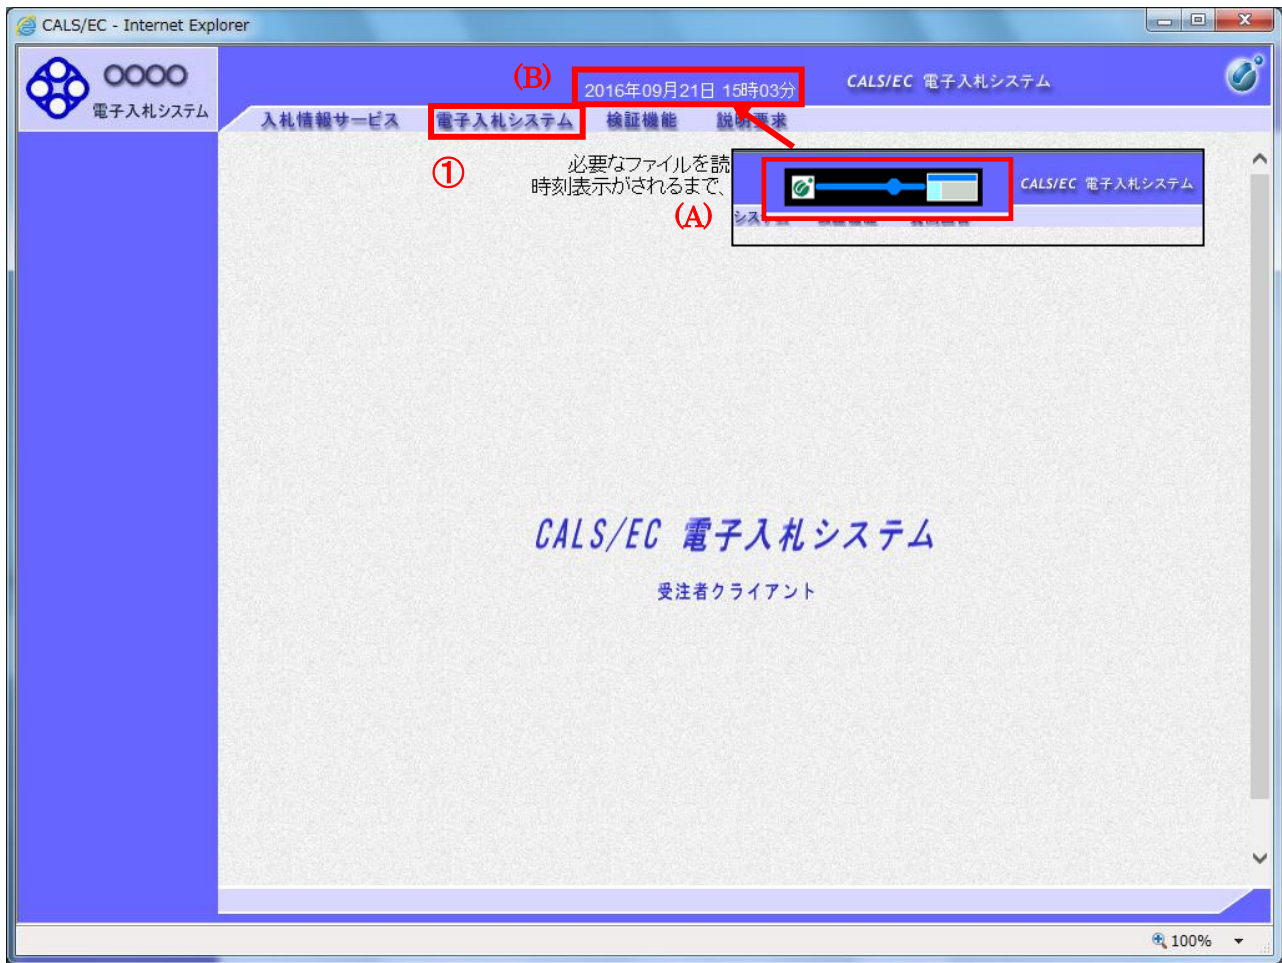 CALS/EC - Internet Explorer
OOOO
電子入札システム
(B)
2016年09月21日 15時03分
CALS/EC 電子入札システム
入札情報サービス 電子入札システム 検証機能 説明要求
①
必要なファイルを読
時刻表示がされるまで、
(A)
CALS/EC 電子入札システム
システム
CALS/EC 電子入札システム
受注者クライアント
100%